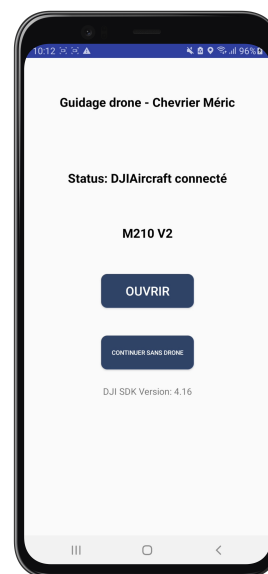 10:12
96%
Guidage drone - Chevrier Méric
Status: DJIAircraft connecté
M210 V2
OUVRIR
CONTINUER SANS DRONE
DJI SDK Version: 4.16